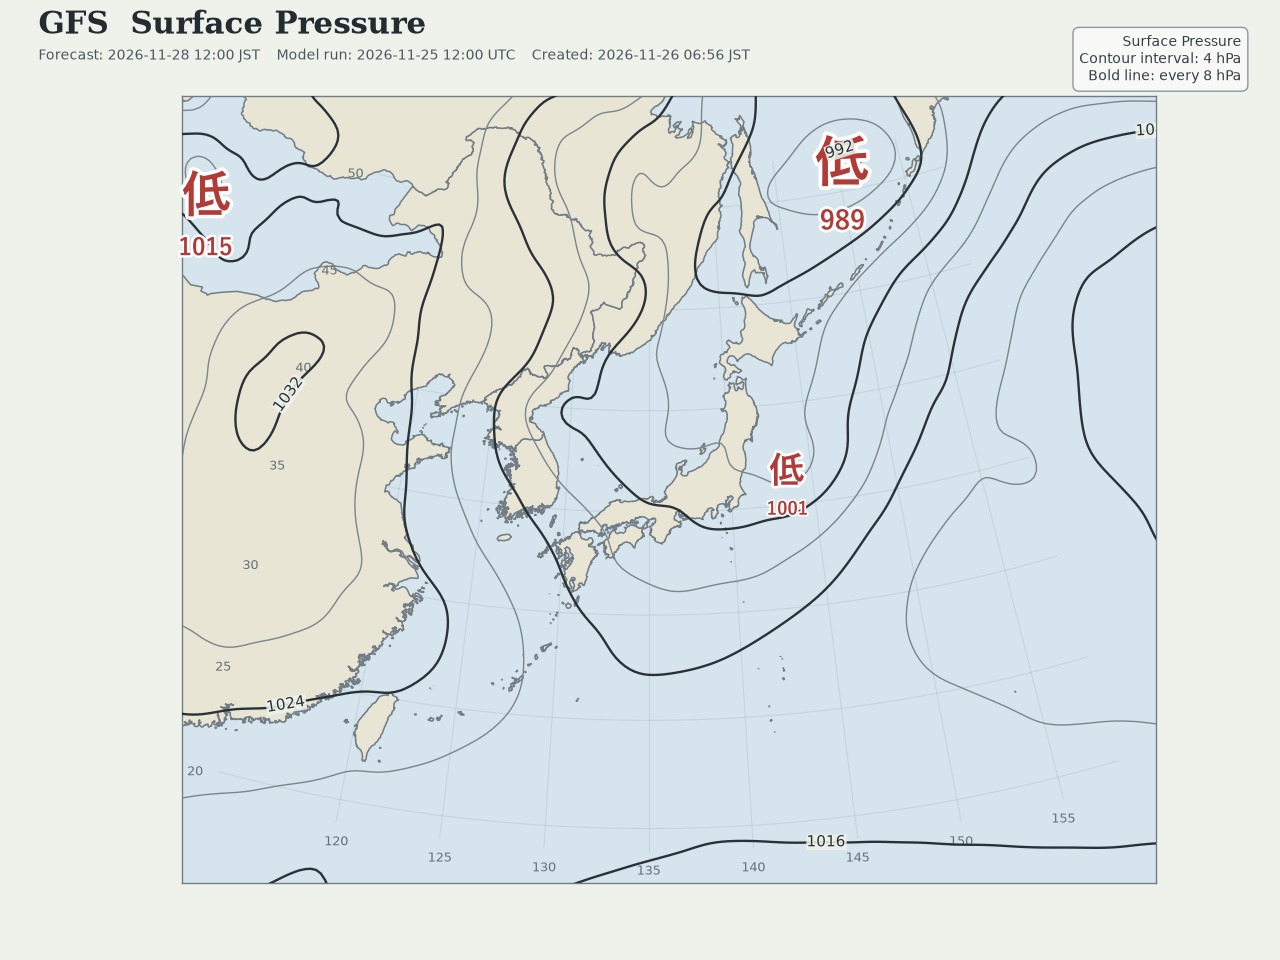 GFS Surface Pressure
Forecast: 2026-11-28 12:00 JST Model run: 2026-11-25 12:00 UTC Created: 2026-11-26 06:56 JST
Surface Pressure
Contour interval: 4 hPa
Bold line: every 8 hPa
10
992
低
989
50
低
1015
45
40
1032
35
低
1001
30
25
1024
20
155
120
1016
150
125
145
130
135
140